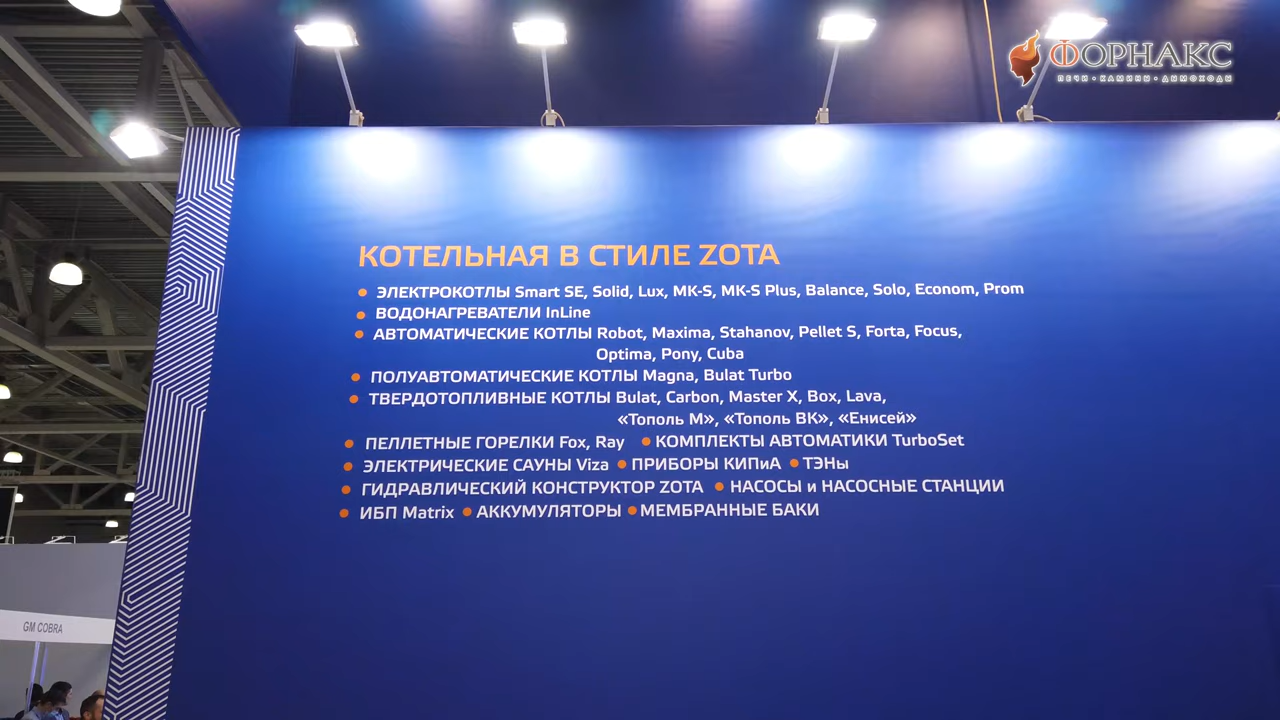 ФОРНАКС
ПЕЧИ • КАМИНЫ • ДИМОХОДЫ
КОТЕЛЬНАЯ В СТИЛЕ ZOTA
• ЭЛЕКТРОКОТЛЫ Smart SE, Solid, Lux, MK-S, MK-S Plus, Balance, Solo, Econom, Prom
• ВОДОНАГРЕВАТЕЛИ InLine
• АВТОМАТИЧЕСКИЕ КОТЛЫ Robot, Maxima, Stahanov, Pellet S, Forta, Focus,
Optima, Pony, Cuba
• ПОЛУАВТОМАТИЧЕСКИЕ КОТЛЫ Magna, Bulat Turbo
• ТВЕРДОТОПЛИВНЫЕ КОТЛЫ Bulat, Carbon, Master X, Box, Lava,
«Тополь М», «Тополь ВК», «Енисей»
• ПЕЛЛЕТНЫЕ ГОРЕЛКИ Fox, Ray • КОМПЛЕКТЫ АВТОМАТИКИ TurboSet
• ЭЛЕКТРИЧЕСКИЕ САУНЫ Viza • ПРИБОРЫ КИПиА • ТЭНы
• ГИДРАВЛИЧЕСКИЙ КОНСТРУКТОР ZOTA • НАСОСЫ и НАСОСНЫЕ СТАНЦИИ
• ИБП Matrix • АККУМУЛЯТОРЫ • МЕМБРАННЫЕ БАКИ
GM COBRA